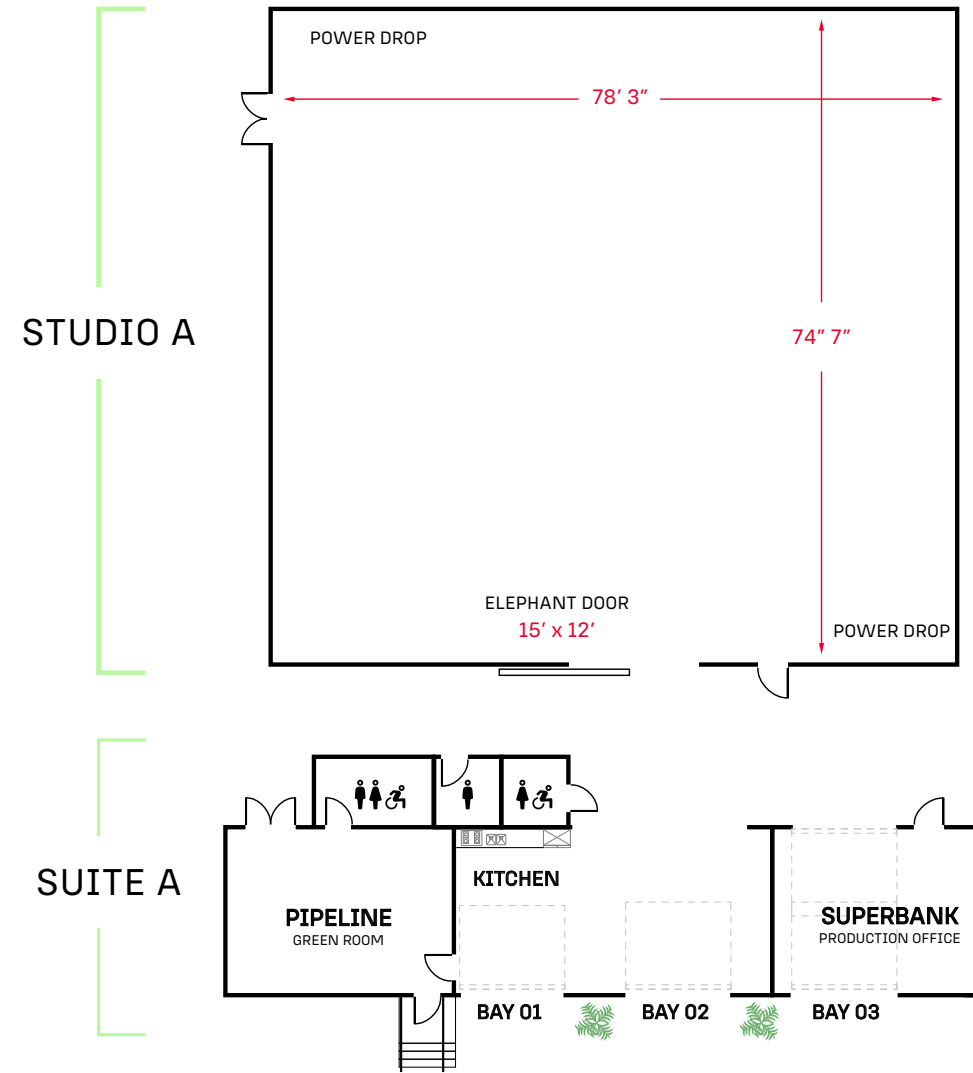 POWER DROP
78’ 3”
STUDIO A
74” 7”
ELEPHANT DOOR
15’ x 12’
POWER DROP
SUITE A
KITCHEN
PIPELINE
GREEN ROOM
SUPERBANK
PRODUCTION OFFICE
BAY 01
BAY 02
BAY 03